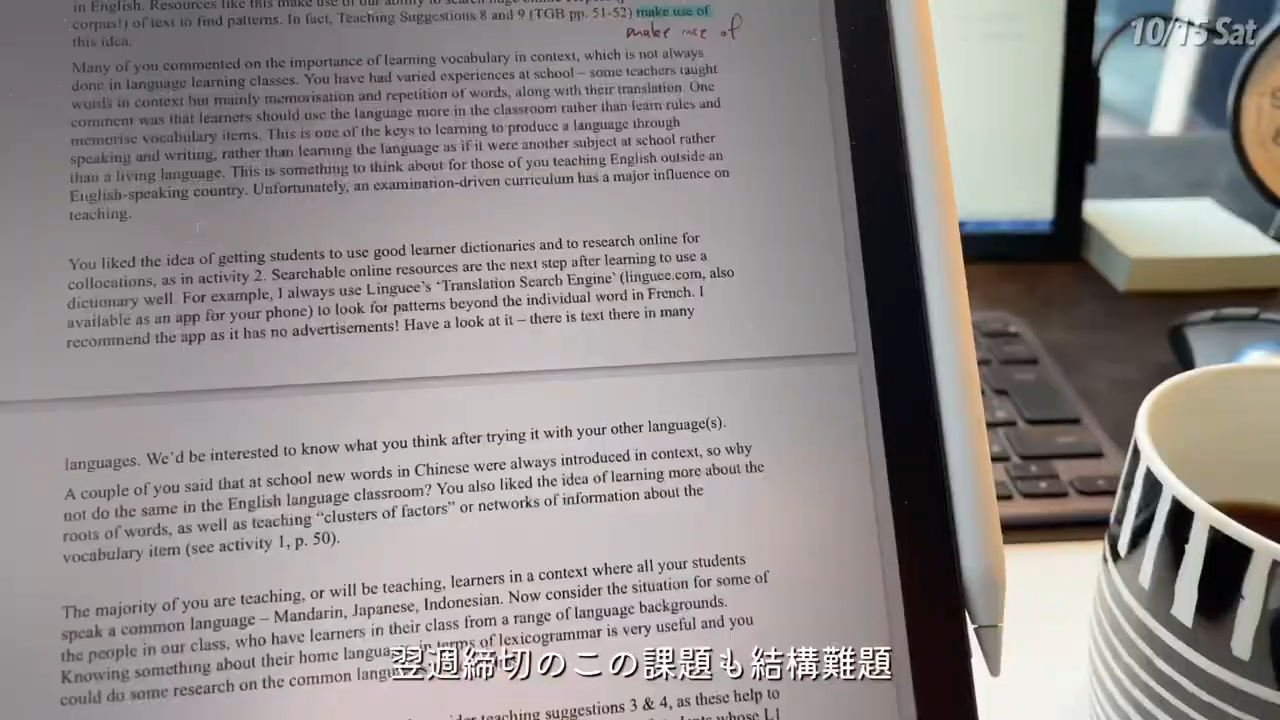 in English. Resources like this make use of our ability to search huge online
corpus!) of text to find patterns. In fact, Teaching Suggestions 8 and 9 (TGB pp. 51-52) make use of
this idea.
make use of
10/15 Sat
Many of you commented on the importance of learning vocabulary in context, which is not always
done in language learning classes. You have had varied experiences at school – some teachers taught
words in context but mainly memorisation and repetition of words, along with their translation. One
comment was that learners should use the language more in the classroom rather than learn rules and
memorise vocabulary items. This is one of the keys to learning to produce a language through
speaking and writing, rather than learning the language as if it were another subject at school rather
than a living language. This is something to think about for those of you teaching English outside an
English-speaking country. Unfortunately, an examination-driven curriculum has a major influence on
teaching.
You liked the idea of getting students to use good learner dictionaries and to research online for
collocations, as in activity 2. Searchable online resources are the next step after learning to use a
dictionary well. For example, I always use Linguee's ‘Translation Search Engine’ (linguee.com, also
available as an app for your phone) to look for patterns beyond the individual word in French. I
recommend the app as it has no advertisements! Have a look at it – there is text there in many
languages. We'd be interested to know what you think after trying it with your other language(s).
A couple of you said that at school new words in Chinese were always introduced in context, so why
not do the same in the English language classroom? You also liked the idea of learning more about the
roots of words, as well as teaching “clusters of factors” or networks of information about the
vocabulary item (see activity 1, p. 50).
The majority of you are teaching, or will be teaching, learners in a context where all your students
speak a common language – Mandarin, Japanese, Indonesian. Now consider the situation for some of
the people in our class, who have learners in their class from a range of language backgrounds.
Knowing something about their home language in terms of lexicogrammar is very useful and you
could do some research on the common
teaching suggestions 3 & 4, as these help to
whose L1
翌週締切のこの課題も結構難題